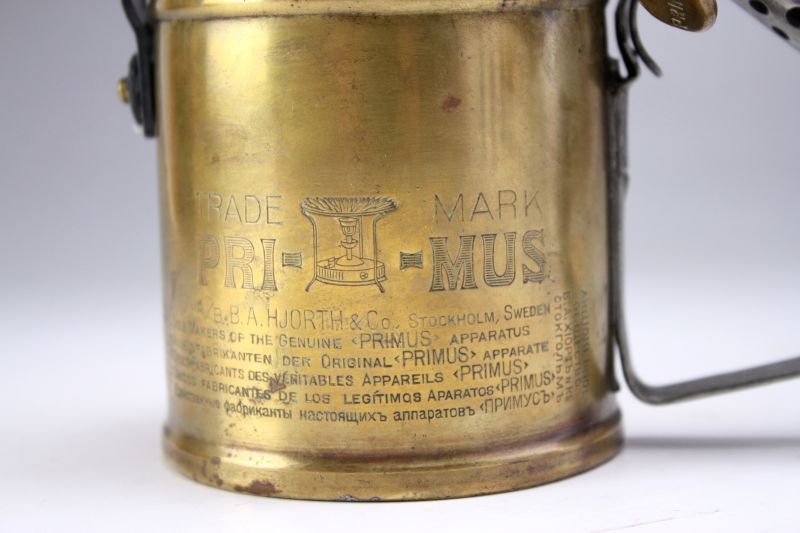 TRADE MARK
PRI-MUS
A/B. B.A. HJORTH & Co., STOCKHOLM, SWEDEN
MAKERS OF THE GENUINE ‹PRIMUS› APPARATUS
FABRIKANTEN DER ORIGINAL ‹PRIMUS› APPARATE
FABRICANTS DES VÉRITABLES APPAREILS ‹PRIMUS›
FABRICANTES DE LOS LEGÍTIMOS APARATOS ‹PRIMUS›
фабриканты настоящихъ аппаратовъ ‹ПРИМУСЪ›